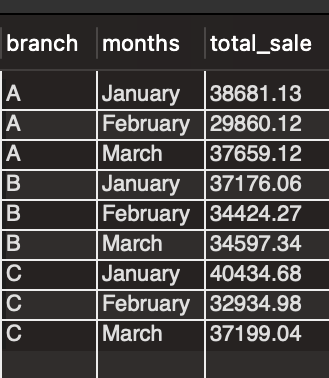 branch months total_sale
A January 38681.13
A February 29860.12
A March 37659.12
B January 37176.06
B February 34424.27
B March 34597.34
C January 40434.68
C February 32934.98
C March 37199.04